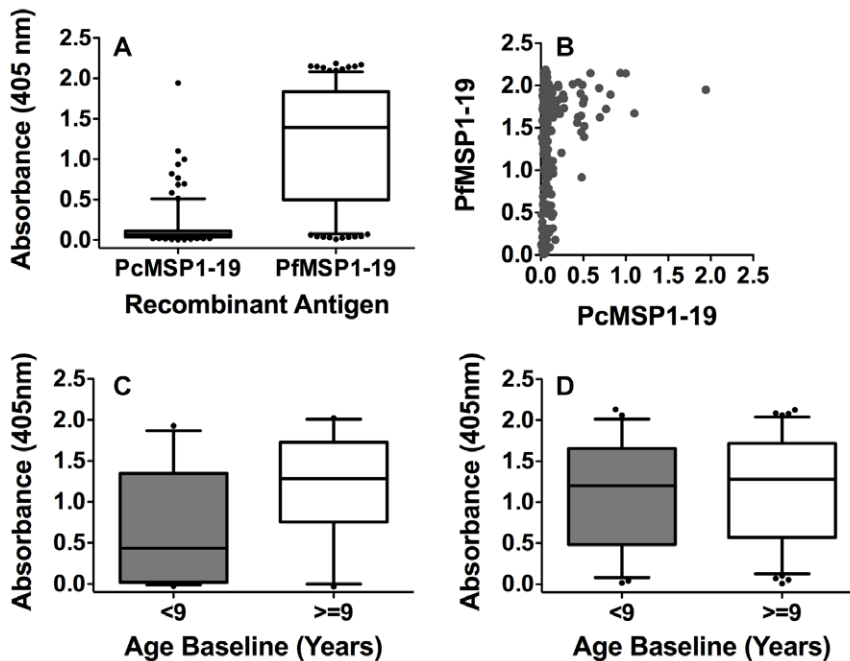 A
Absorbance (405 nm)
2.5
2.0
1.5
1.0
0.5
0.0
PcMSP1-19 PfMSP1-19
Recombinant Antigen
B
PfMSP1-19
2.5
2.0
1.5
1.0
0.5
0.0
0.0 0.5 1.0 1.5 2.0 2.5
PcMSP1-19
C
Absorbance (405nm)
2.5
2.0
1.5
1.0
0.5
0.0
<9 >=9
Age Baseline (Years)
D
Absorbance (405nm)
2.5
2.0
1.5
1.0
0.5
0.0
<9 >=9
Age Baseline (Years)